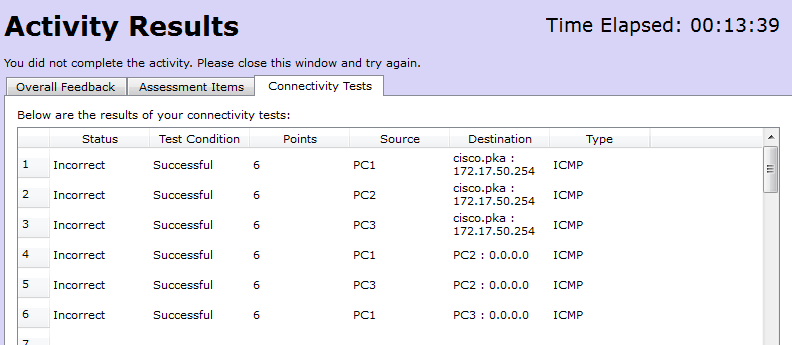 Activity Results
Time Elapsed: 00:13:39
You did not complete the activity. Please close this window and try again.
Overall Feedback Assessment Items Connectivity Tests
Below are the results of your connectivity tests:
Status Test Condition Points Source Destination Type
1 Incorrect Successful 6 PC1 cisco.pka : 172.17.50.254 ICMP
2 Incorrect Successful 6 PC2 cisco.pka : 172.17.50.254 ICMP
3 Incorrect Successful 6 PC3 cisco.pka : 172.17.50.254 ICMP
4 Incorrect Successful 6 PC1 PC2 : 0.0.0.0 ICMP
5 Incorrect Successful 6 PC3 PC2 : 0.0.0.0 ICMP
6 Incorrect Successful 6 PC1 PC3 : 0.0.0.0 ICMP
7